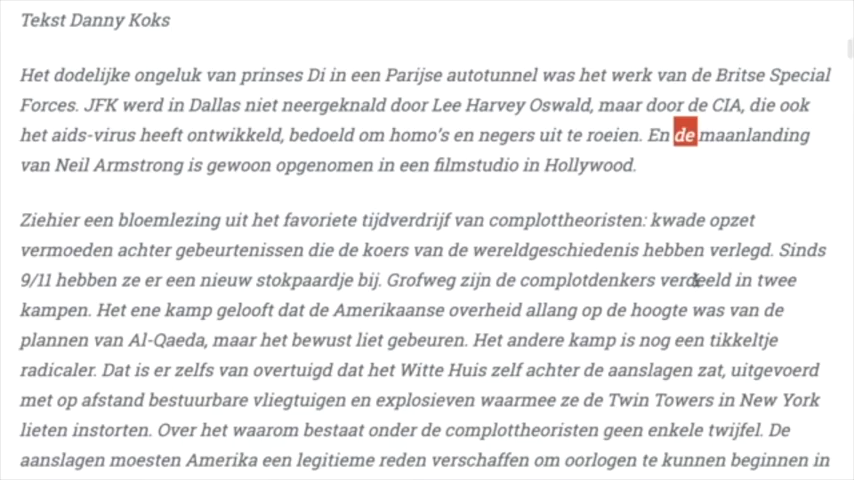 Tekst Danny Koks
Het dodelijke ongeluk van prinses Di in een Parijse autotunnel was het werk van de Britse Special
Forces. JFK werd in Dallas niet neergeknald door Lee Harvey Oswald, maar door de CIA, die ook
het aids-virus heeft ontwikkeld, bedoeld om homo's en negers uit te roeien. En de maanlanding
van Neil Armstrong is gewoon opgenomen in een filmstudio in Hollywood.
Ziehier een bloemlezing uit het favoriete tijdverdrijf van complottheoristen: kwade opzet
vermoeden achter gebeurtenissen die de koers van de wereldgeschiedenis hebben verlegd. Sinds
9/11 hebben ze er een nieuw stokpaardje bij. Grofweg zijn de complotdenkers verdeeld in twee
kampen. Het ene kamp gelooft dat de Amerikaanse overheid allang op de hoogte was van de
plannen van Al-Qaeda, maar het bewust liet gebeuren. Het andere kamp is nog een tikkeltje
radicaler. Dat is er zelfs van overtuigd dat het Witte Huis zelf achter de aanslagen zat, uitgevoerd
met op afstand bestuurbare vliegtuigen en explosieven waarmee ze de Twin Towers in New York
lieten instorten. Over het waarom bestaat onder de complottheoristen geen enkele twijfel. De
aanslagen moesten Amerika een legitieme reden verschaffen om oorlogen te kunnen beginnen in